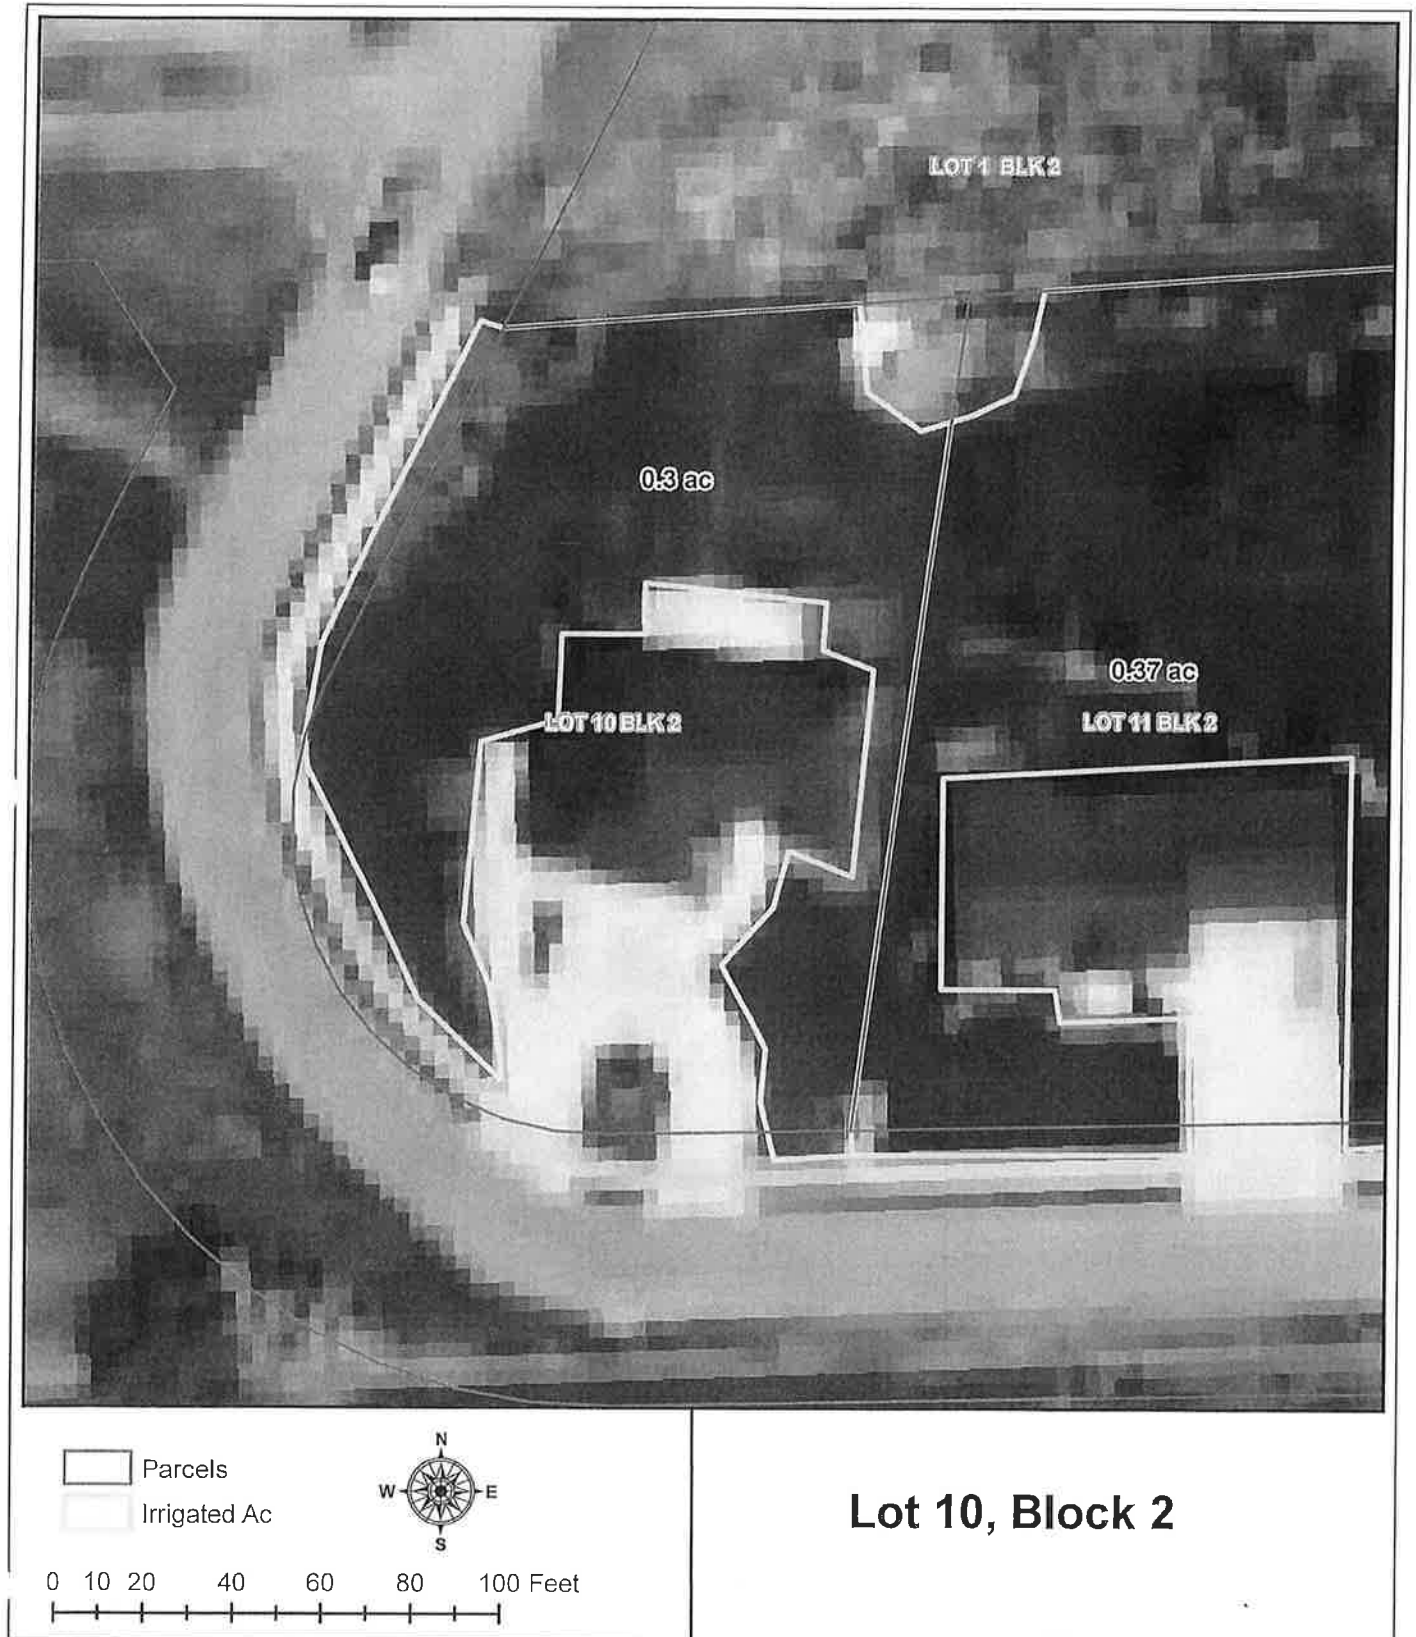 LOT 1 BLK 2
0.3 ac
0.37 ac
LOT 10 BLK 2
LOT 11 BLK 2
Parcels
Irrigated Ac
N
W E
S
0 10 20 40 60 80 100 Feet
Lot 10, Block 2